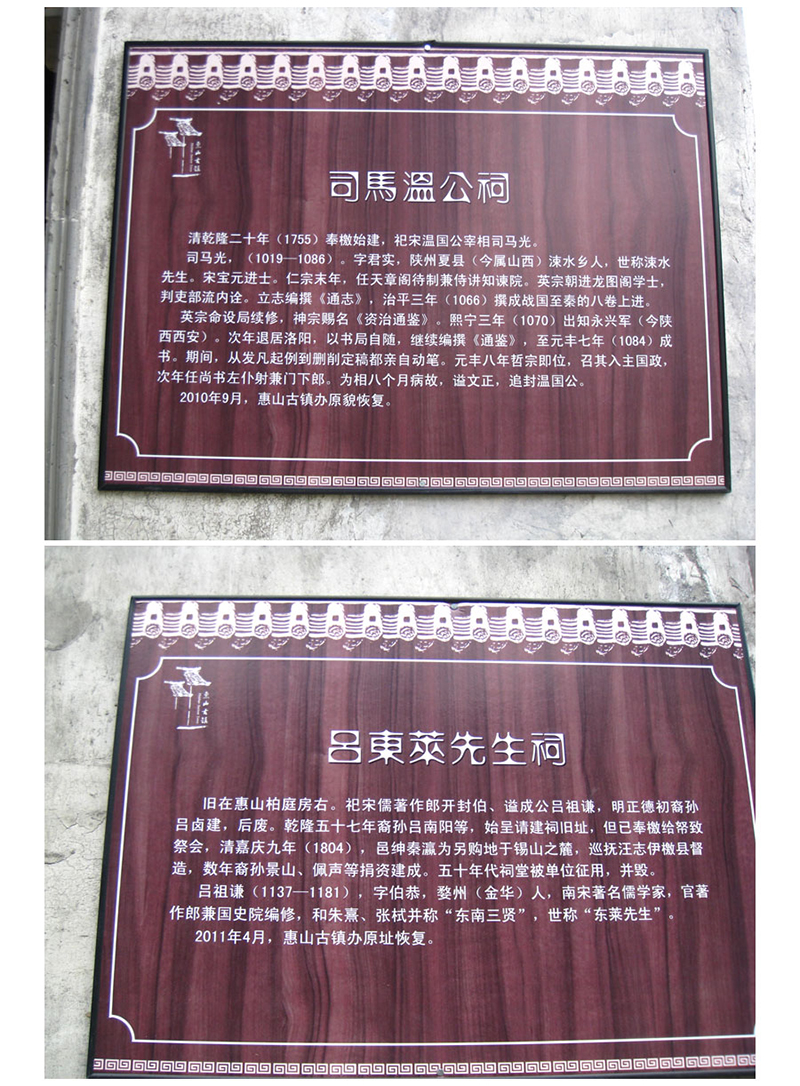 惠山古镇
司馬溫公祠
清乾隆二十年（1755）奉檄始建，祀宋温国公宰相司马光。
司马光，（1019—1086）。字君实，陕州夏县（今属山西）涑水乡人，世称涑水
先生。宋宝元进士。仁宗末年，任天章阁待制兼侍讲知谏院。英宗朝进龙图阁学士，
判吏部流内诠。立志编撰《通志》，治平三年（1066）撰成战国至秦的八卷上进。
英宗命设局续修，神宗赐名《资治通鉴》。熙宁三年（1070）出知永兴军（今陕
西西安）。次年退居洛阳，以书局自随，继续编撰《通鉴》，至元丰七年（1084）成
书。期间，从发凡起例到删削定稿都亲自动笔。元丰八年哲宗即位，召其入主国政，
次年任尚书左仆射兼门下郎。为相八个月病故，谥文正，追封温国公。
2010年9月，惠山古镇办原貌恢复。
惠山古镇
呂東萊先生祠
旧在惠山柏庭房右。祀宋儒著作郎开封伯、谥成公吕祖谦，明正德初裔孙
吕卤建，后废。乾隆五十七年裔孙吕南阳等，始呈请建祠旧址，但已奉檄给帑致
祭会，清嘉庆九年（1804），邑绅秦瀛为另购地于锡山之麓，巡抚汪志伊檄县督
造，数年裔孙景山、佩声等捐资建成。五十年代祠堂被单位征用，并毁。
吕祖谦（1137—1181），字伯恭，婺州（金华）人，南宋著名儒学家，官著
作郎兼国史院编修，和朱熹、张栻并称“东南三贤”，世称“东莱先生”。
2011年4月，惠山古镇办原址恢复。